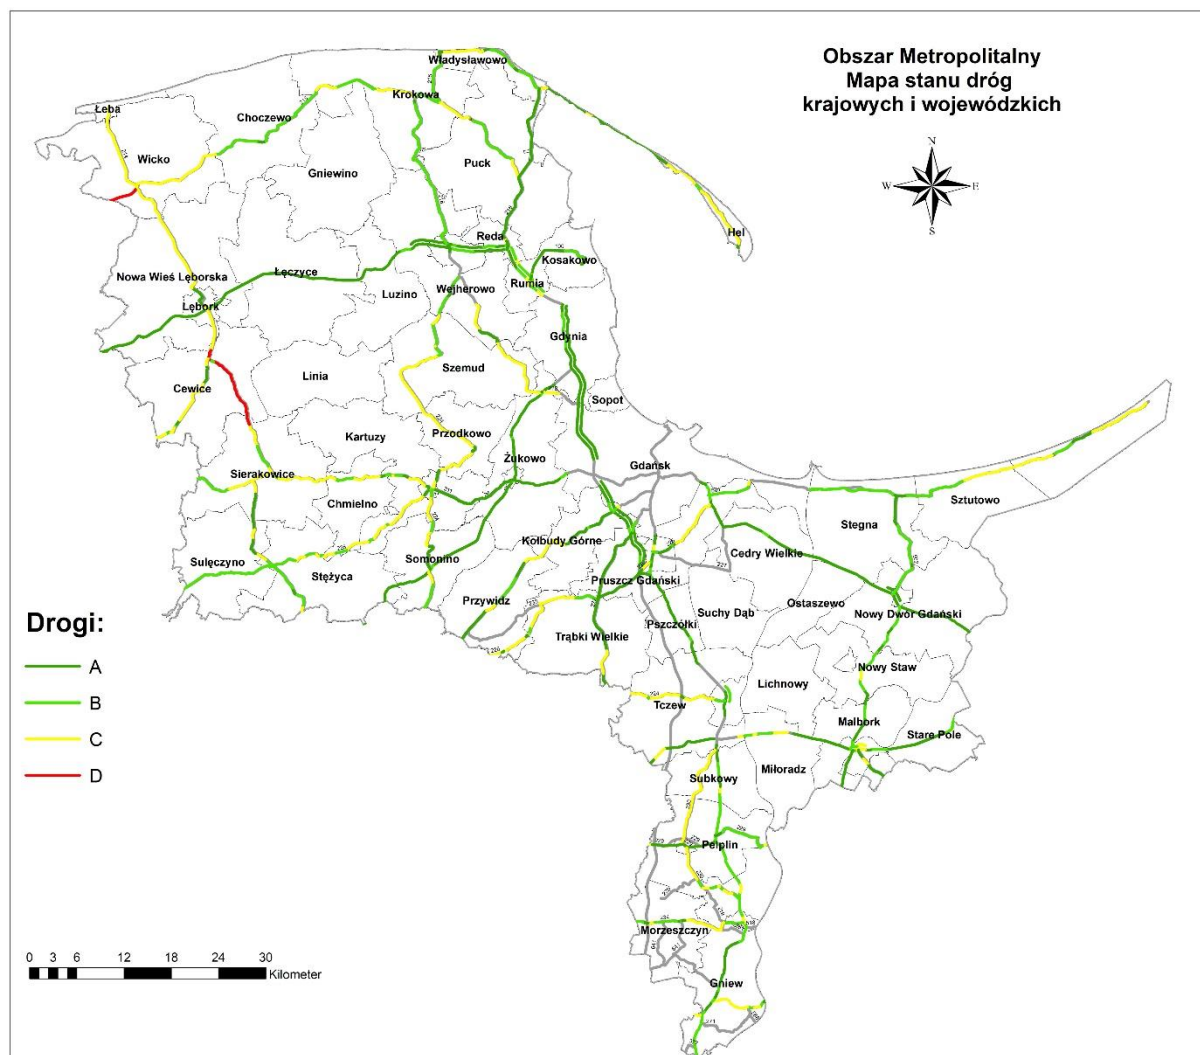 Obszar Metropolitalny
Mapa stanu dróg
krajowych i wojewódzkich
N
W
E
S
Władysławowo
Krokowa
Łeba
Choczewo
Wicko
Puck
Gniewino
Hel
Reda
Kosakowo
Nowa Wieś Lęborska
Łęczyce
Rumia
Luzino
Wejherowo
Lębork
Gdynia
Szemud
Linia
Cewice
Sopot
Przodkowo
Kartuzy
Żukowo
Gdańsk
Sierakowice
Chmielno
Sztutowo
Stegna
Kolbudy Górne
Cedry Wielkie
Somonino
Sulęczyno
Stężyca
Pruszcz Gdański
Przywidz
Ostaszewo
Suchy Dąb
Nowy Dwór Gdański
Pszczółki
Trąbki Wielkie
Nowy Staw
Lichnowy
Tczew
Malbork
Stare Pole
Subkowy
Miłoradz
Pelplin
Morzeszczyn
Gniew
Drogi:
A
B
C
D
0 3 6 12 18 24 30
Kilometer